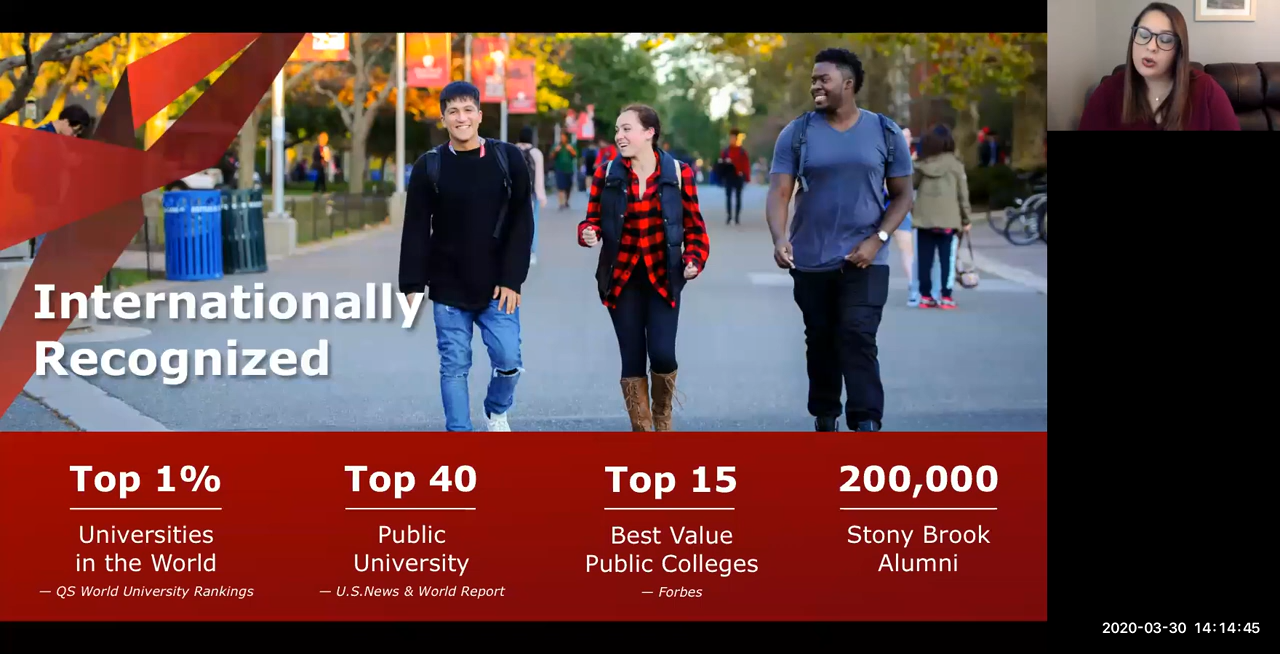 Internationally
Recognized
Top 1%
Universities
in the World
— QS World University Rankings
Top 40
Public
University
— U.S.News & World Report
Top 15
Best Value
Public Colleges
— Forbes
200,000
Stony Brook
Alumni
2020-03-30 14:14:45